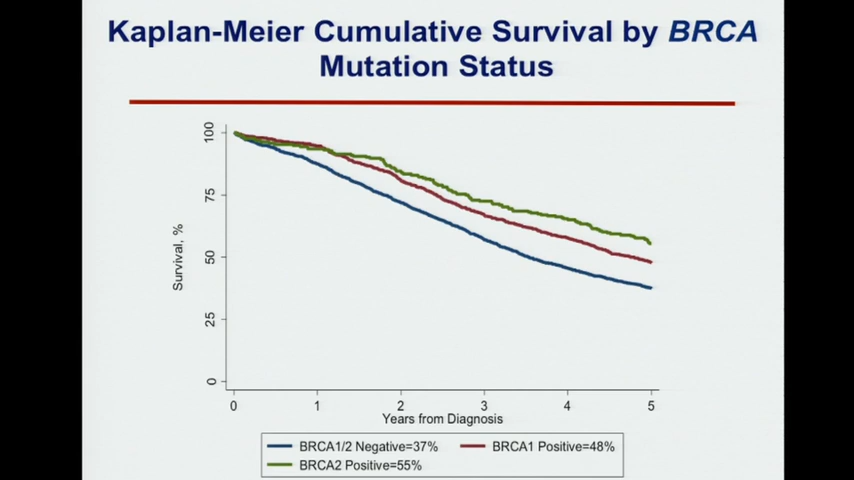 Kaplan-Meier Cumulative Survival by BRCA
Mutation Status
100
75
50
25
0
Survival, %
0 1 2 3 4 5
Years from Diagnosis
BRCA1/2 Negative=37% BRCA1 Positive=48%
BRCA2 Positive=55%